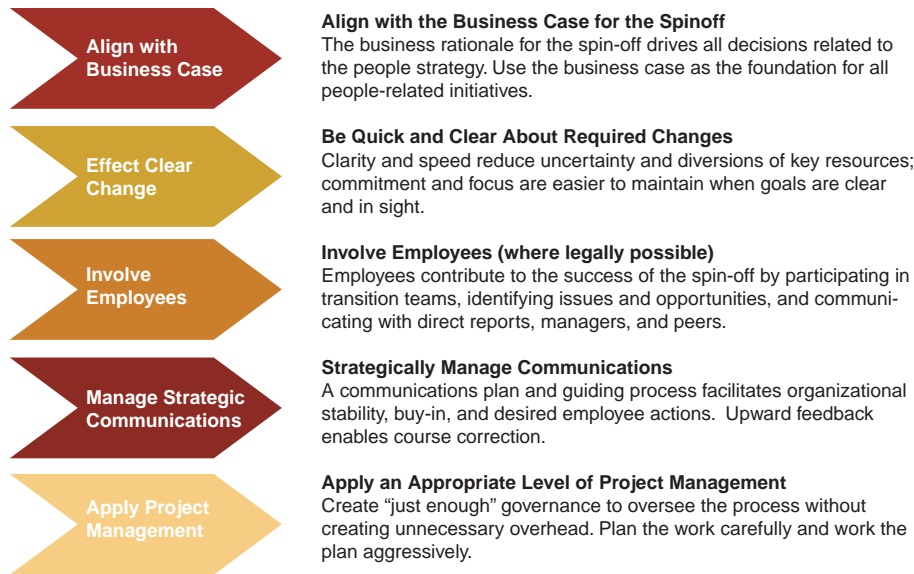 Align with
Business Case
Align with the Business Case for the Spinoff
The business rationale for the spin-off drives all decisions related to
the people strategy. Use the business case as the foundation for all
people-related initiatives.
Effect Clear
Change
Be Quick and Clear About Required Changes
Clarity and speed reduce uncertainty and diversions of key resources;
commitment and focus are easier to maintain when goals are clear
and in sight.
Involve
Employees
Involve Employees (where legally possible)
Employees contribute to the success of the spin-off by participating in
transition teams, identifying issues and opportunities, and communi-
cating with direct reports, managers, and peers.
Manage Strategic
Communications
Strategically Manage Communications
A communications plan and guiding process facilitates organizational
stability, buy-in, and desired employee actions.  Upward feedback
enables course correction.
Apply Project
Management
Apply an Appropriate Level of Project Management
Create “just enough” governance to oversee the process without
creating unnecessary overhead. Plan the work carefully and work the
plan aggressively.